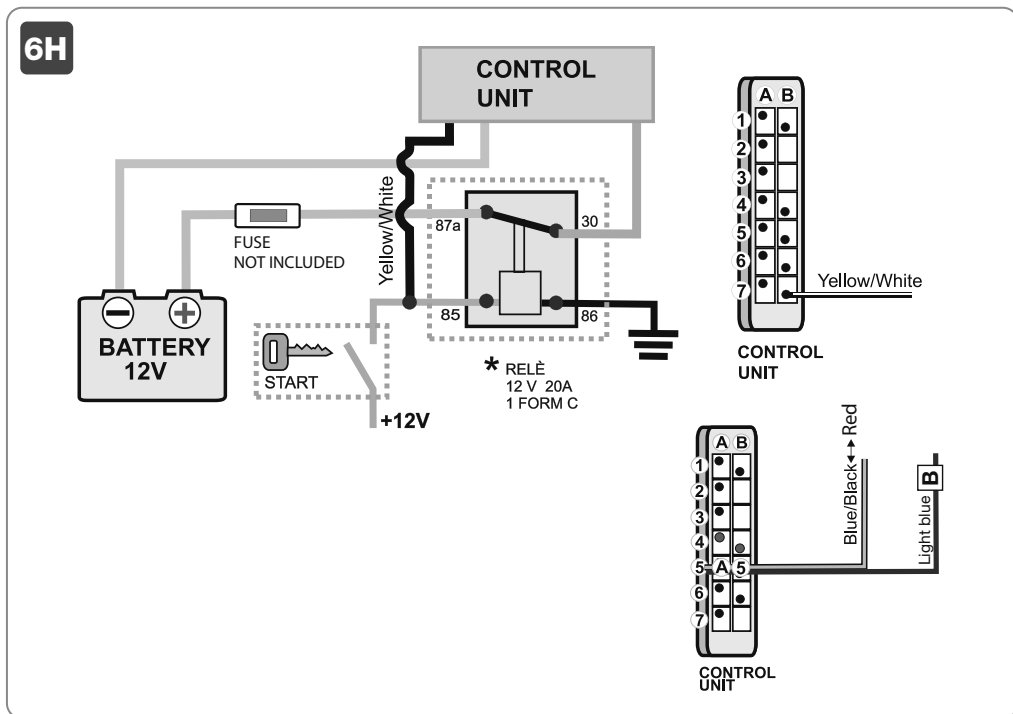 6H
CONTROL
UNIT
Yellow/White
87a
30
85
86
FUSE
NOT INCLUDED
BATTERY
12V
START
+12V
* RELÈ
12 V 20A
1 FORM C
A B
1
2
3
4
5
6
7
Yellow/White
CONTROL
UNIT
A B
1
2
3
4
5 A 5
6
7
Blue/Black ↔ Red
Light blue
B
CONTROL
UNIT